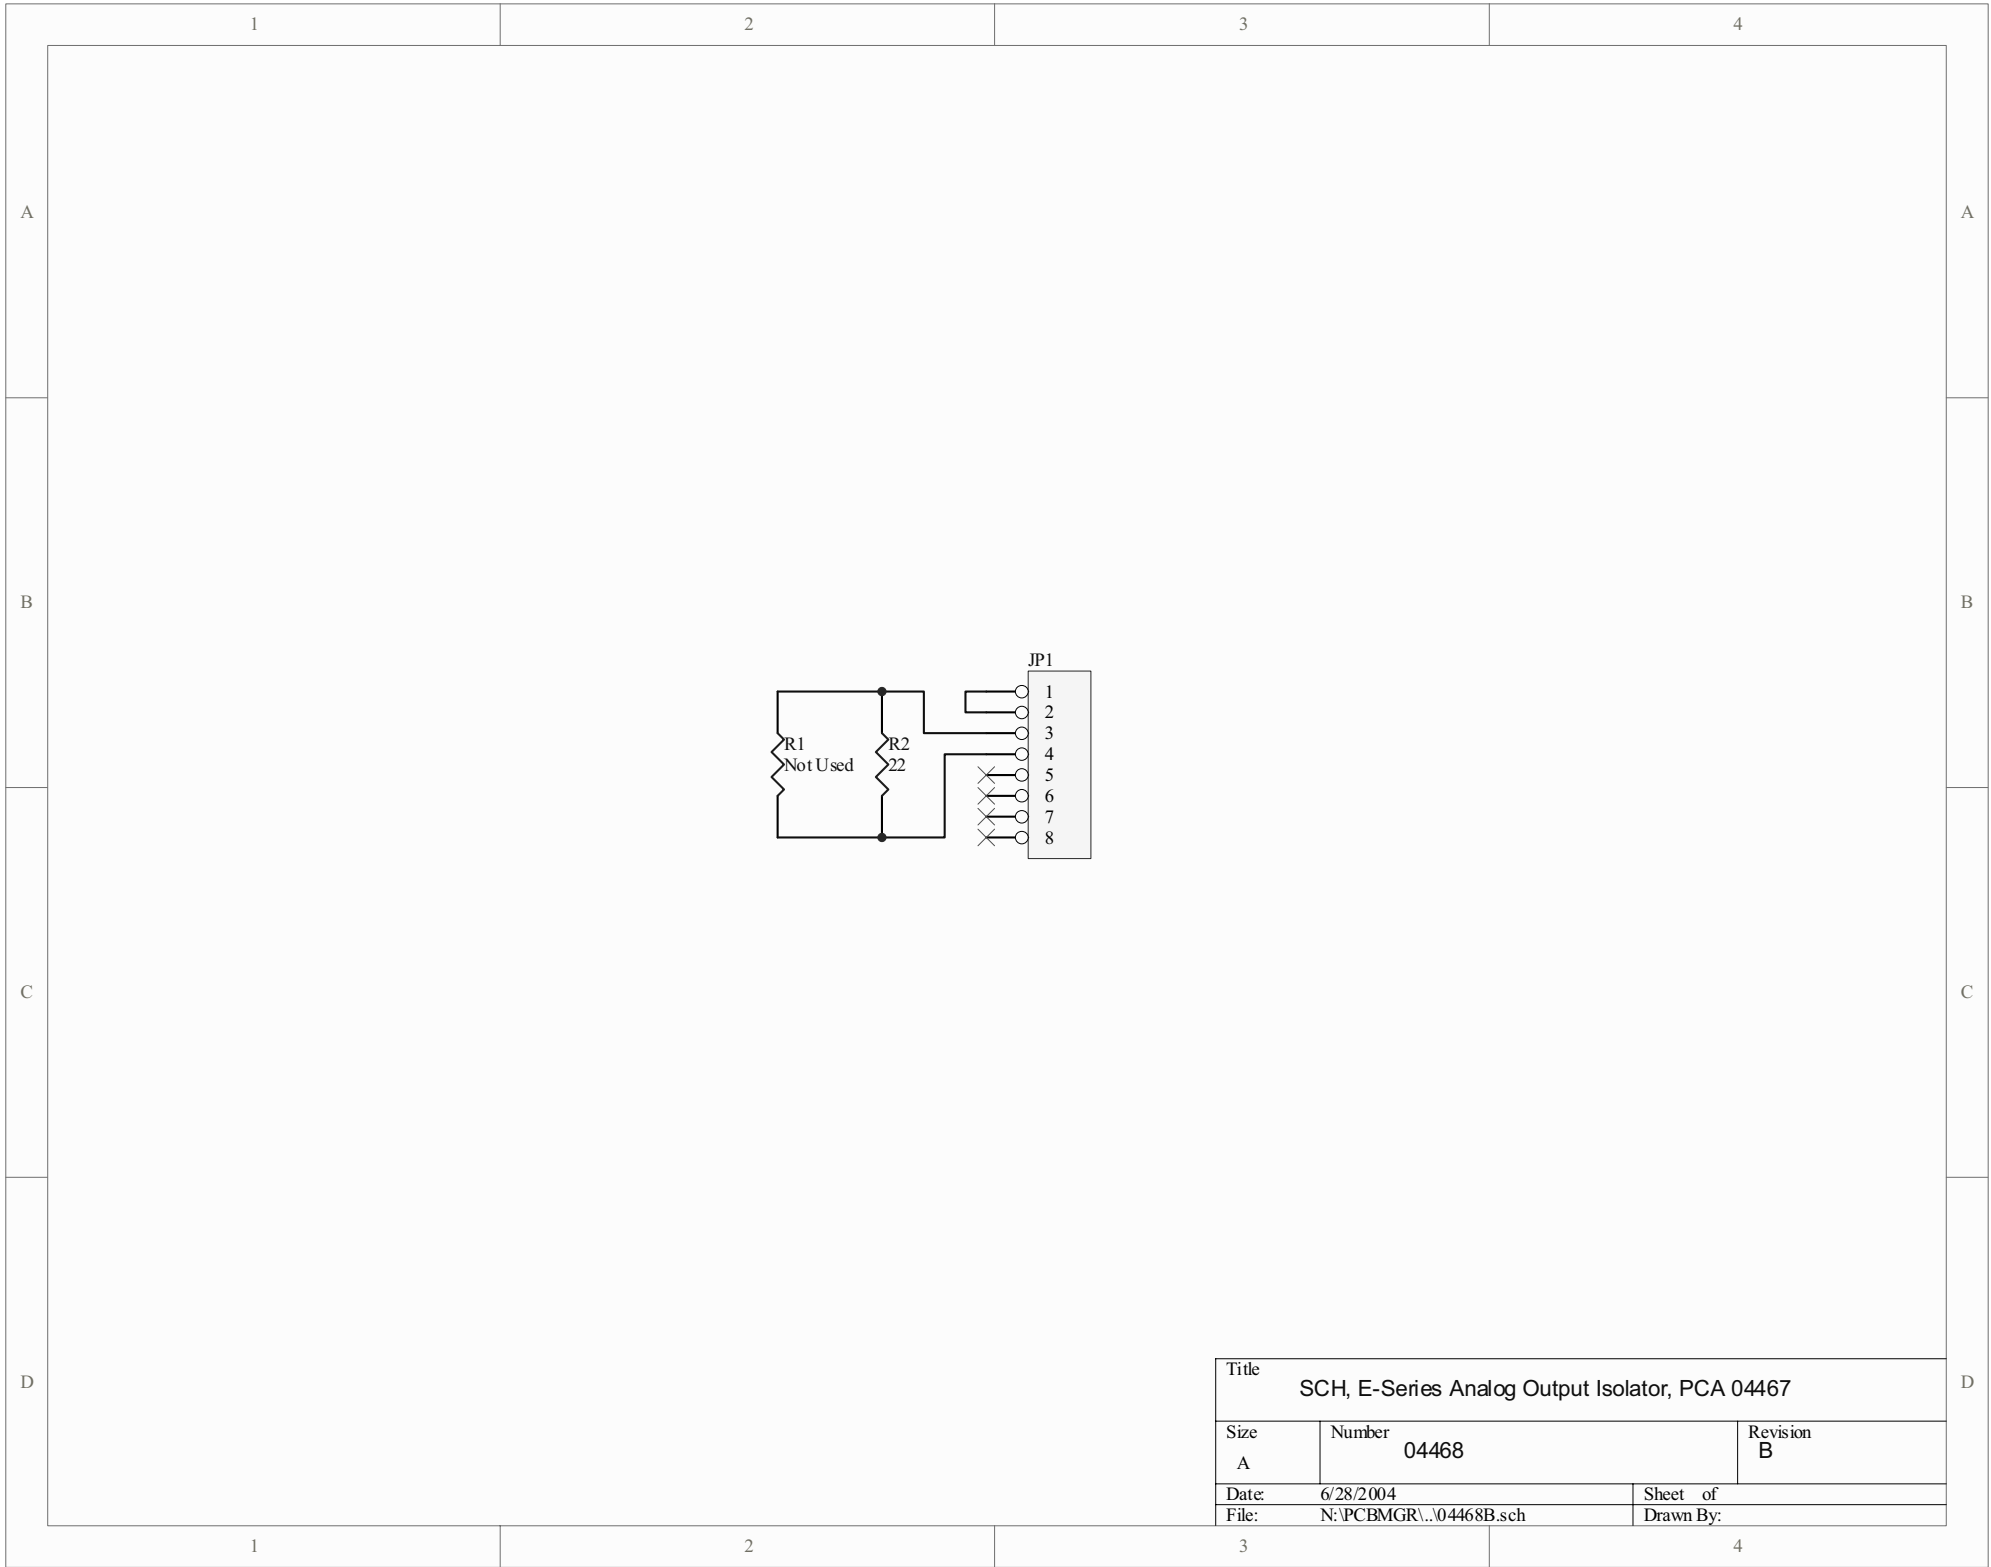 1 2 3 4
A A
B B
JP1
1
2
3
R1 R2 4
Not Used 22 5
6
7
8
C C
D D
Title
SCH, E-Series Analog Output Isolator, PCA 04467
Size Number Revision
A 04468 B
Date: 6/28/2004 Sheet of
File: N:\PCBMGR\..\04468B.sch Drawn By:
1 2 3 4